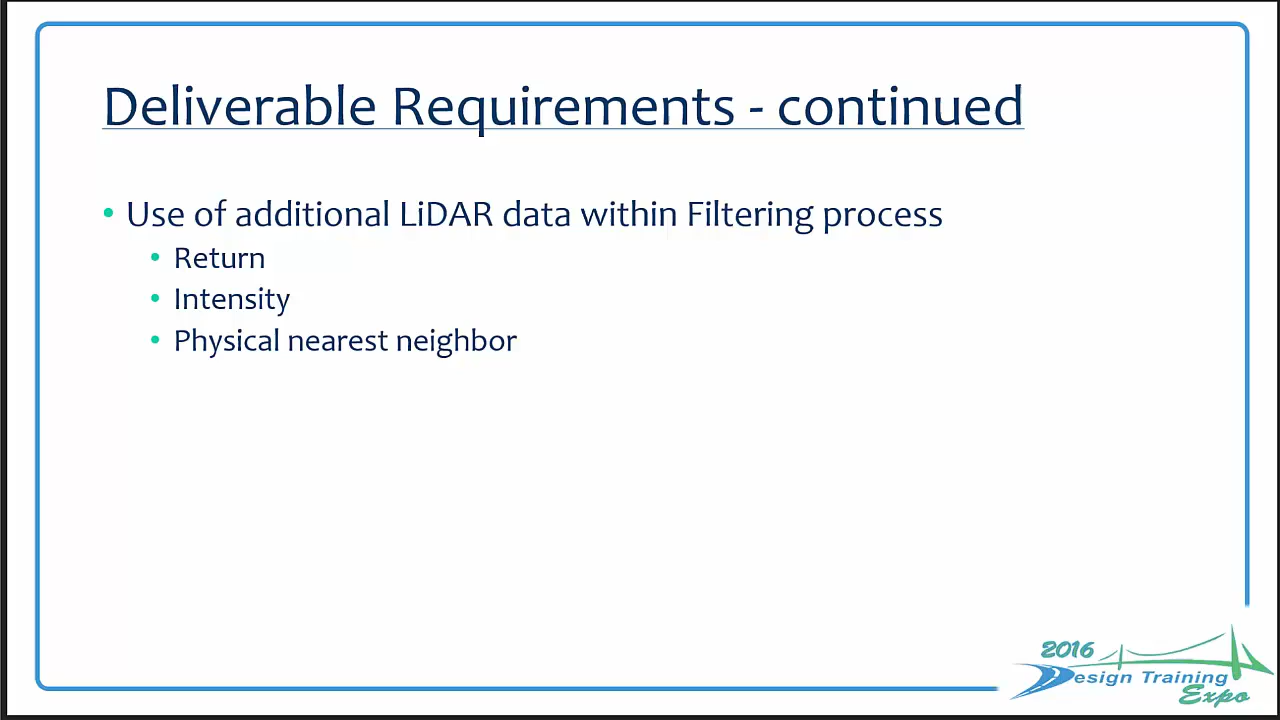 Deliverable Requirements - continued
• Use of additional LiDAR data within Filtering process
• Return
• Intensity
• Physical nearest neighbor
2016
Design Training
Expo